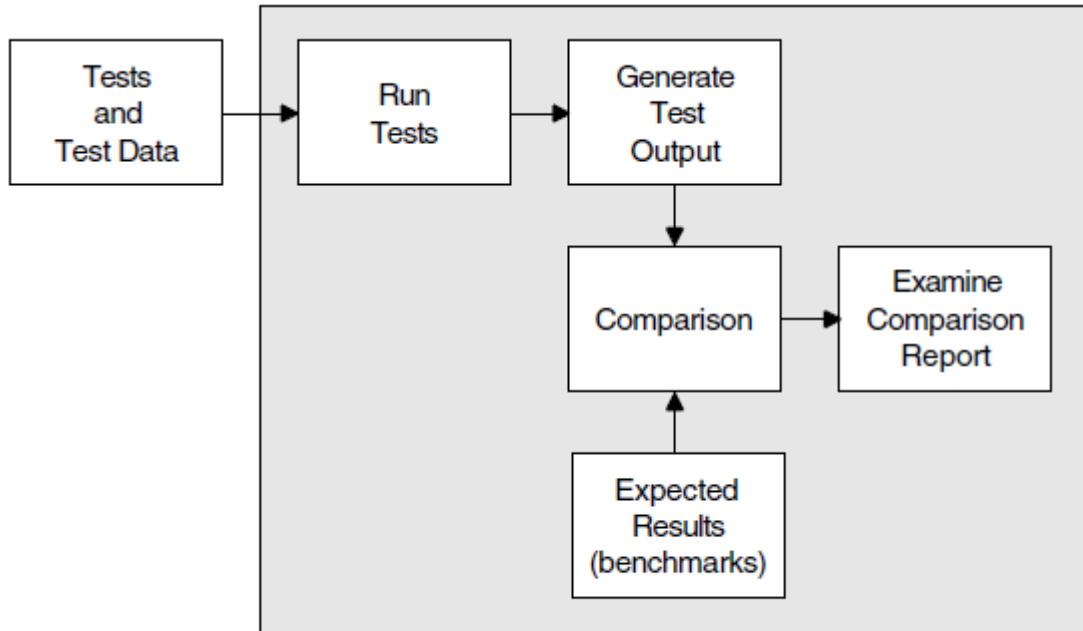 Tests
and
Test Data
Run
Tests
Generate
Test
Output
Comparison
Examine
Comparison
Report
Expected
Results
(benchmarks)